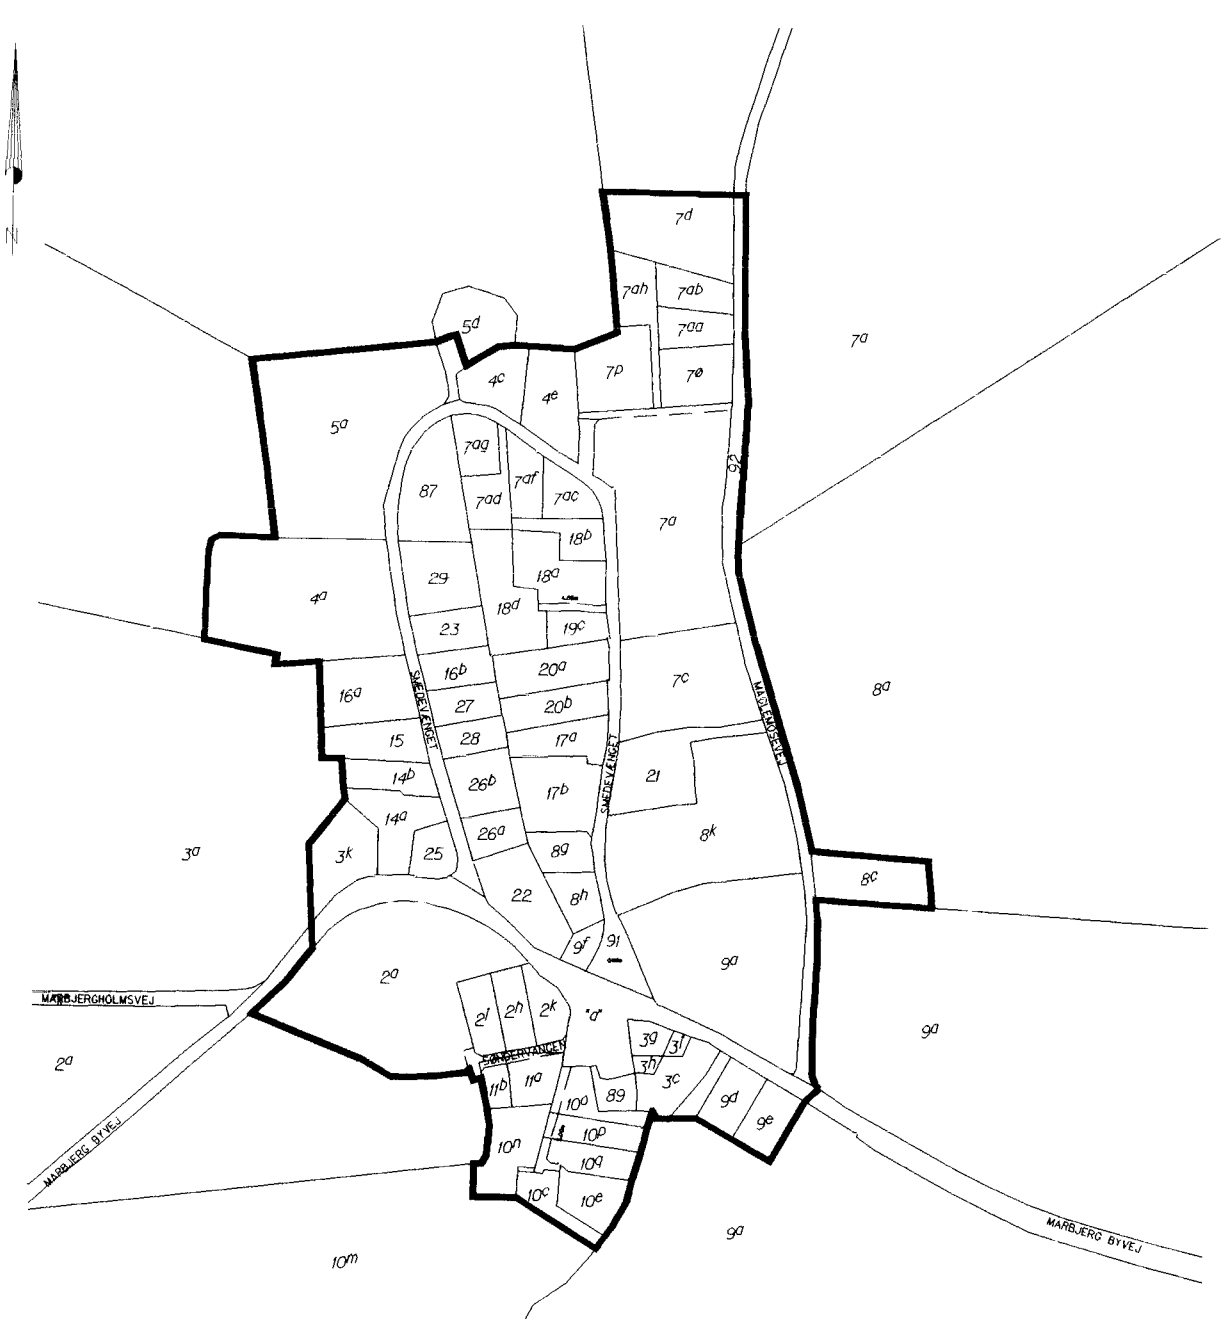 7d
7ah
7ab
5d
7aa
7a
N
4c
7p
7ø
4e
5a
7ag
92
87
7af
7ad
7ac
7a
18b
29
18a
4a
18d
23
19c
16b
20a
7c
8a
16a
SMEDEVÆNGET
27
20b
MAGLEMOSEVEJ
15
28
17a
14b
26b
SMEDEVÆNGET
21
17b
14a
26a
8k
3a
3k
25
8g
8c
22
8h
9f
91
2a
9a
MARBJERGHOLMSVEJ
2l
2h
2k
"a"
9a
2a
SØNDERVANGEN
3g
3f
3h
11b
11a
3c
10o
89
9d
9e
MARBJERG BYVEJ
10n
10p
10q
10c
10e
9a
MARBJERG BYVEJ
10m